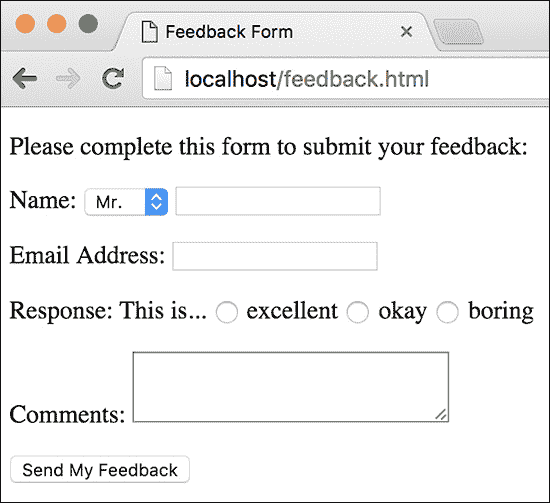 Feedback Form
localhost/feedback.html
Please complete this form to submit your feedback:
Name: Mr.
Email Address:
Response: This is... excellent okay boring
Comments:
Send My Feedback